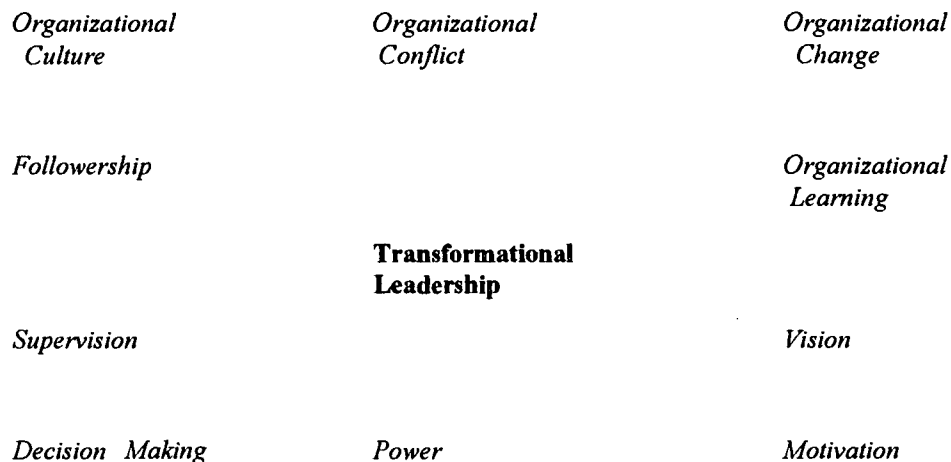 Organizational Organizational Organizational
Culture Conflict Change
Followership Organizational
Learning
Transformational
Leadership
Supervision Vision
Decision Making Power Motivation